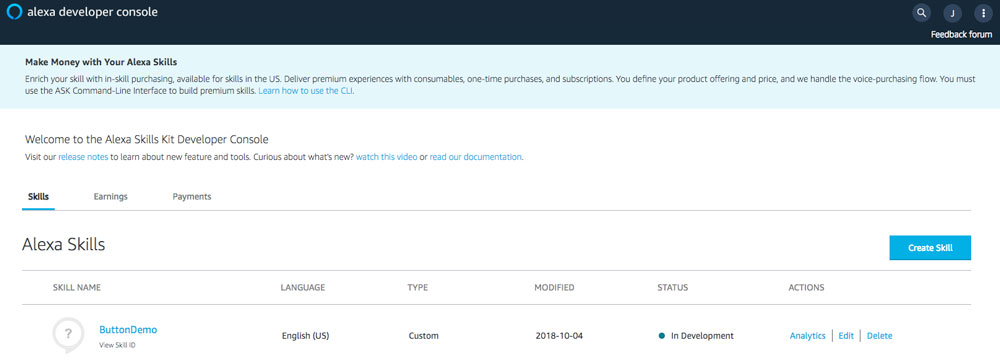 alexa developer console
J
Feedback forum
Make Money with Your Alexa Skills
Enrich your skill with in-skill purchasing, available for skills in the US. Deliver premium experiences with consumables, one-time purchases, and subscriptions. You define your product offering and price, and we handle the voice-purchasing flow. You must
use the ASK Command-Line Interface to build premium skills. Learn how to use the CLI.
Welcome to the Alexa Skills Kit Developer Console
Visit our release notes to learn about new feature and tools. Curious about what's new? watch this video or read our documentation.
Skills Earnings Payments
Alexa Skills
Create Skill
SKILL NAME LANGUAGE TYPE MODIFIED STATUS ACTIONS
?
ButtonDemo English (US) Custom 2018-10-04 In Development Analytics | Edit | Delete
View Skill ID